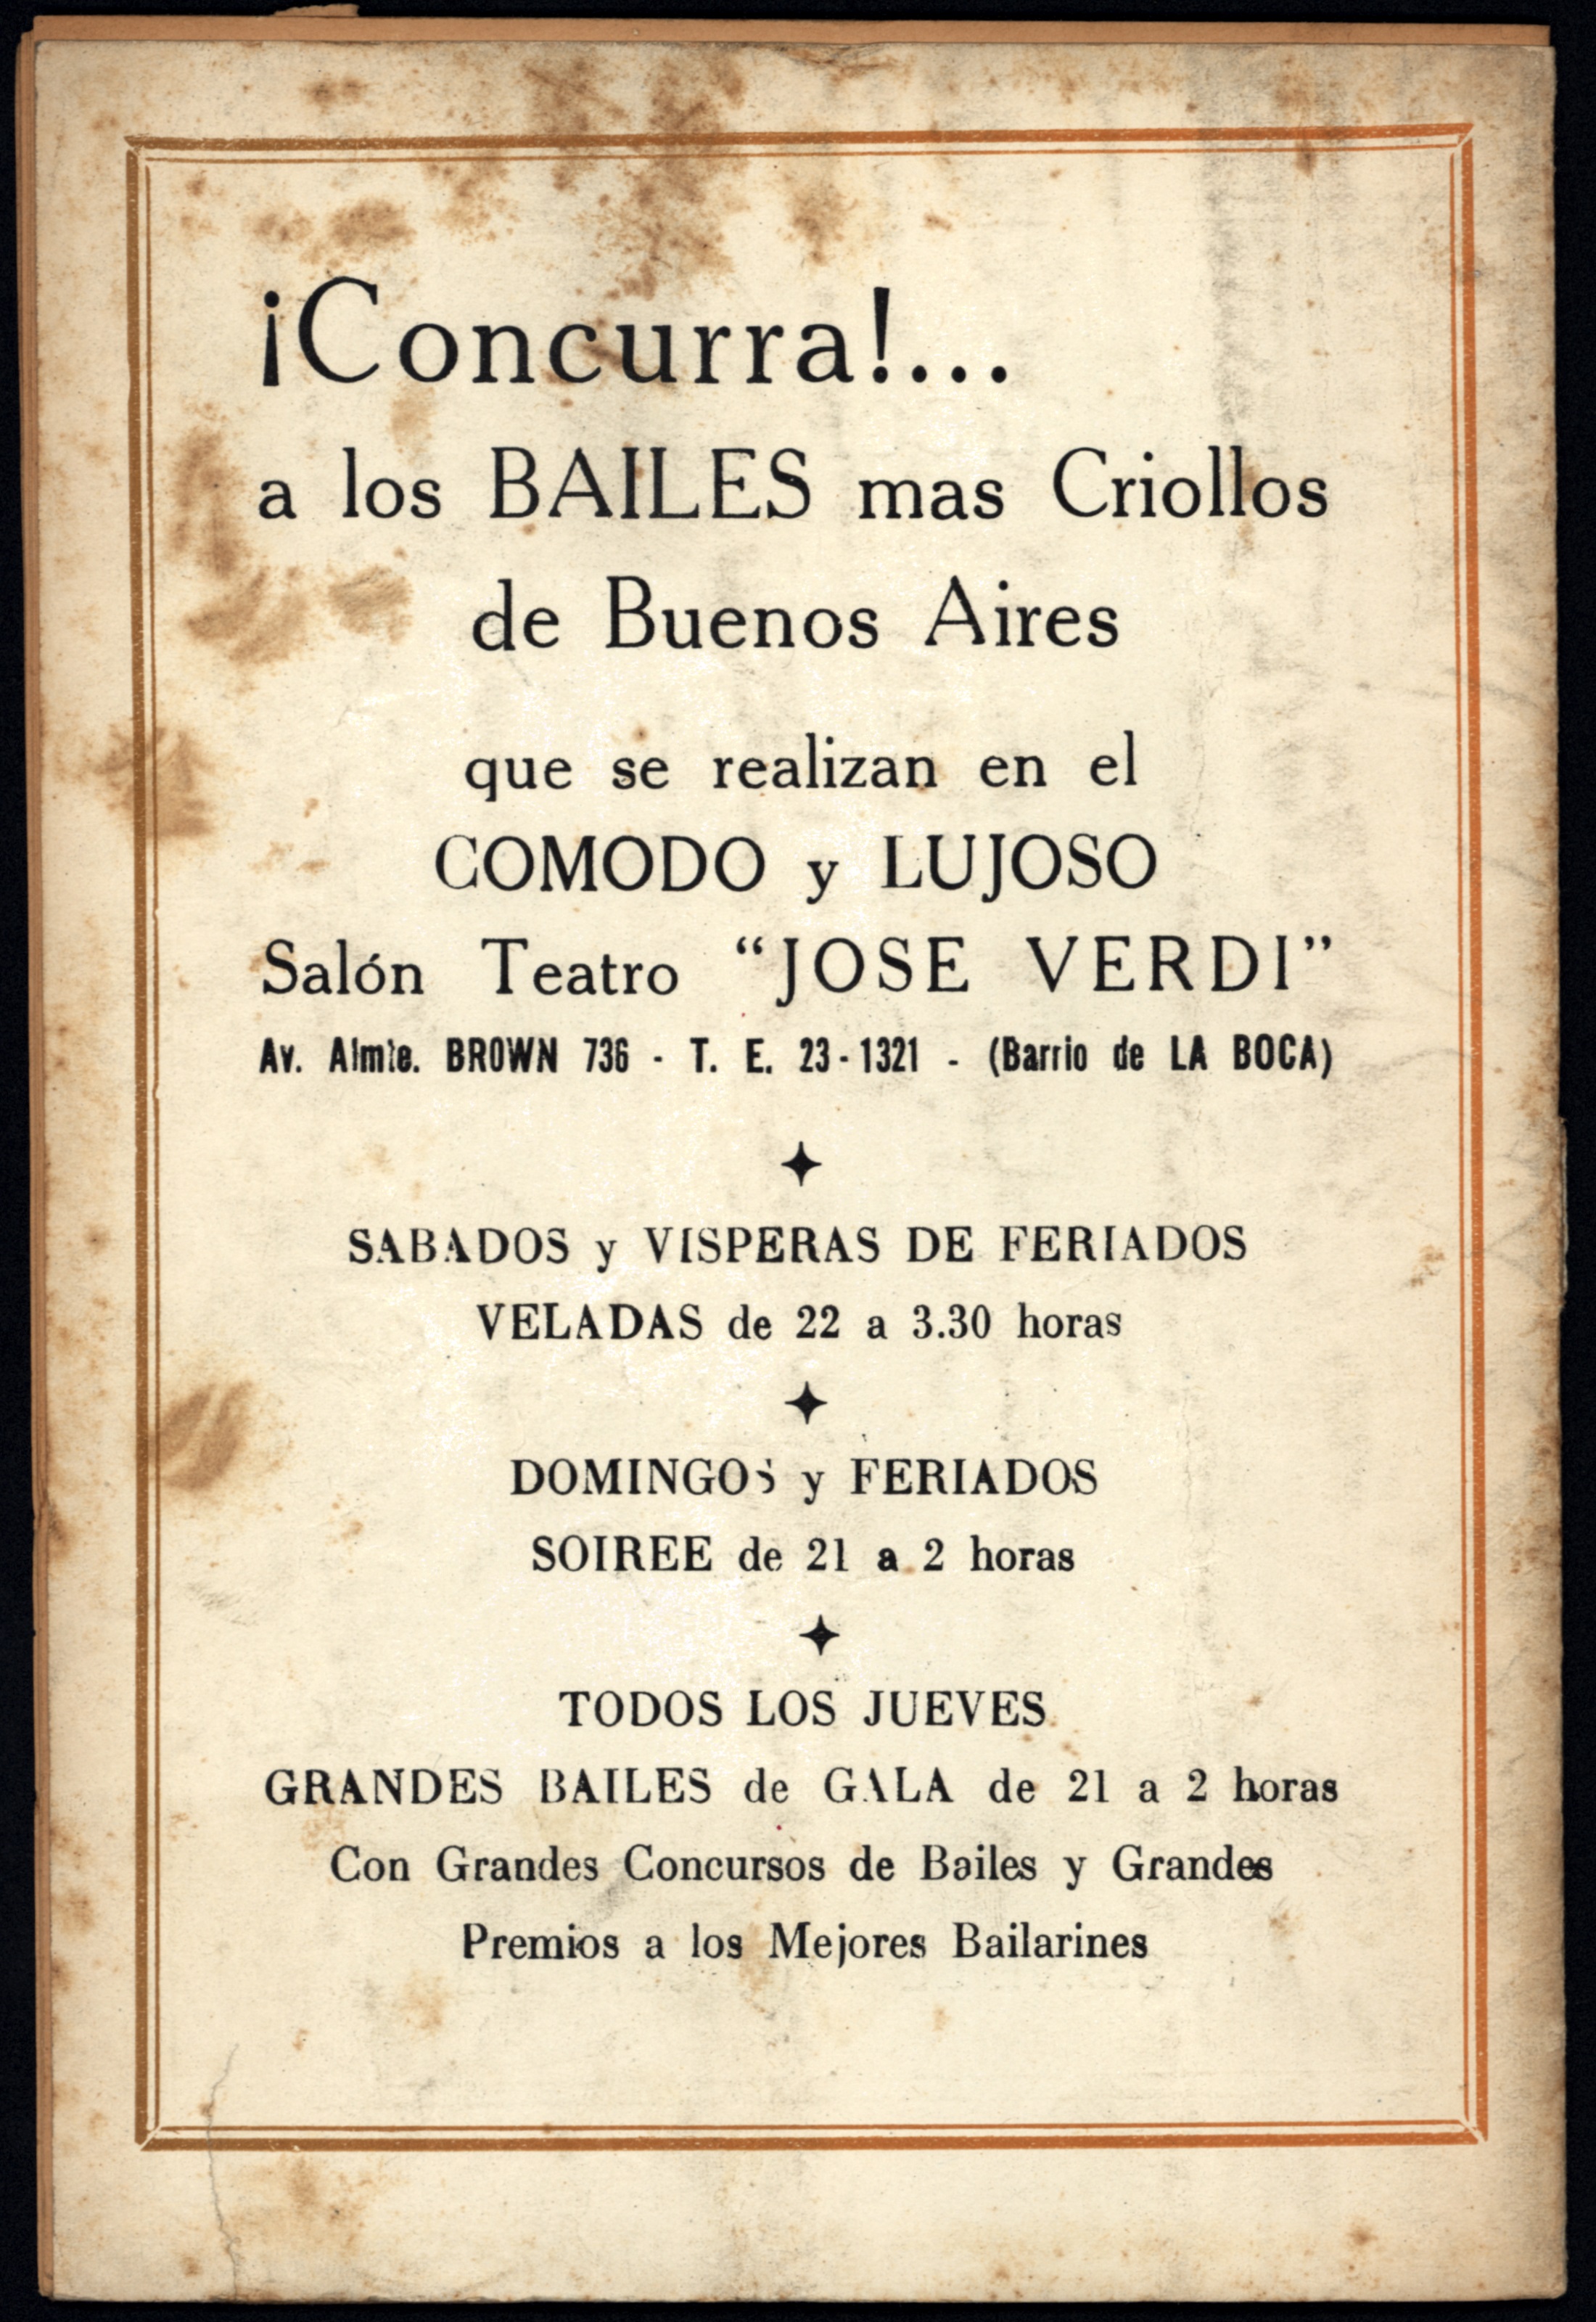 ¡Concurra!...
a los BAILES mas Criollos
de Buenos Aires
que se realizan en el
COMODO y LUJOSO
Salón Teatro “JOSE VERDI”
Av. Almte. BROWN 736 - T. E. 23-1321 - (Barrio de LA BOCA)
SABADOS y VISPERAS DE FERIADOS
VELADAS de 22 a 3.30 horas
DOMINGOS y FERIADOS
SOIREE de 21 a 2 horas
TODOS LOS JUEVES
GRANDES BAILES de GALA de 21 a 2 horas
Con Grandes Concursos de Bailes y Grandes
Premios a los Mejores Bailarines